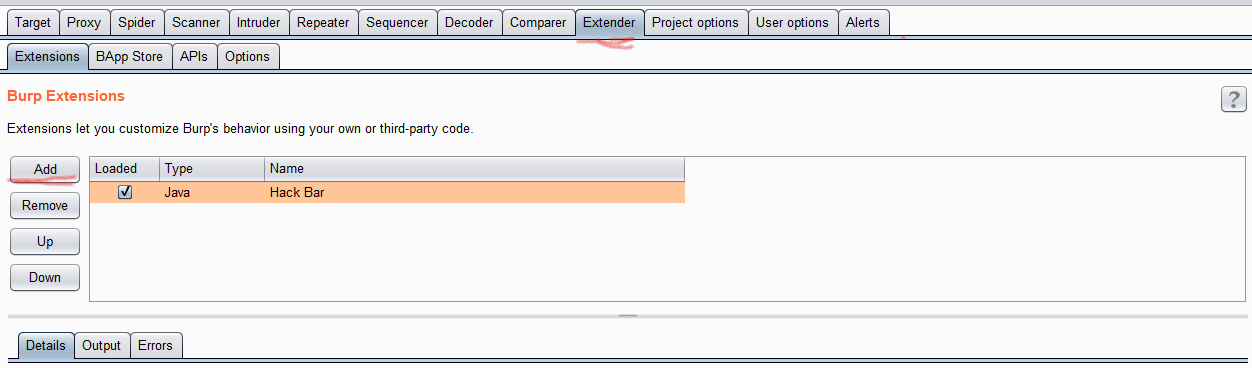 Target Proxy Spider Scanner Intruder Repeater Sequencer Decoder Comparer Extender Project options User options Alerts
Extensions BApp Store APIs Options
Burp Extensions
?
Extensions let you customize Burp's behavior using your own or third-party code.
Add Loaded Type Name
Java Hack Bar
Remove
Up
Down
Details Output Errors